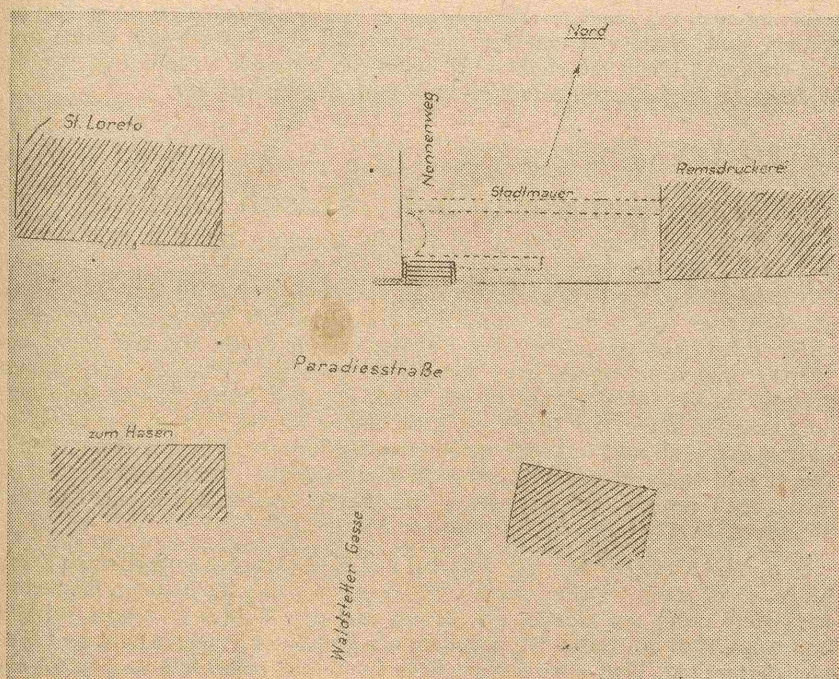 Nord
St. Loreto
Nonnenweg
Stadtmauer
Remsdruckerei
Paradiesstraße
zum Hasen
Waldstetter Gasse